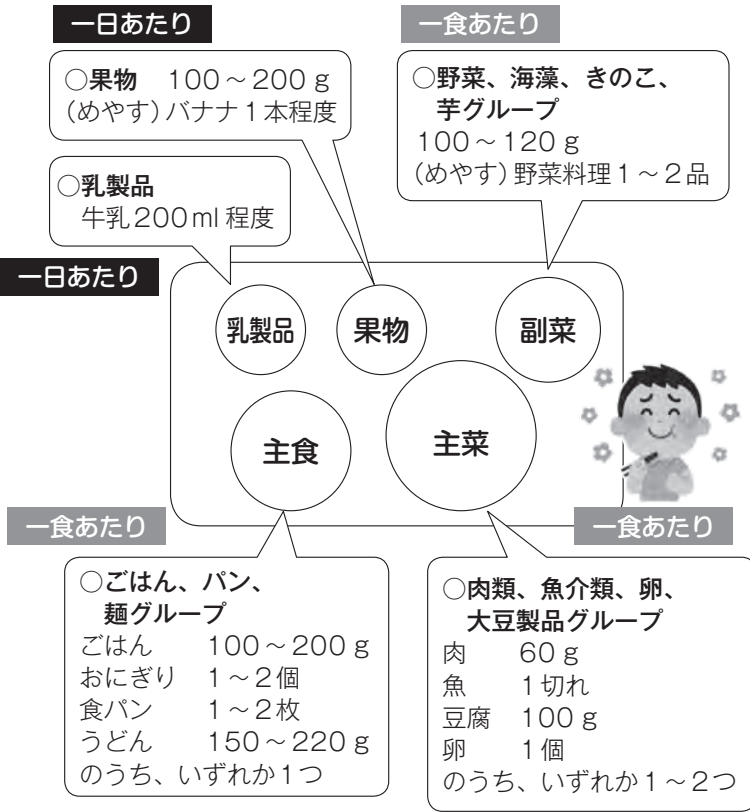 一日あたり
○果物　100～200 g
(めやす) バナナ1本程度
一食あたり
○野菜、海藻、きのこ、
芋グループ
100～120 g
(めやす) 野菜料理1～2品
○乳製品
牛乳200ml 程度
一日あたり
乳製品
果物
副菜
主食
主菜
一食あたり
○ごはん、パン、
麺グループ
ごはん　100～200 g
おにぎり　1～2個
食パン　1～2枚
うどん　150～220 g
のうち、いずれか1つ
一食あたり
○肉類、魚介類、卵、
大豆製品グループ
肉　60 g
魚　1切れ
豆腐　100 g
卵　1個
のうち、いずれか1～2つ